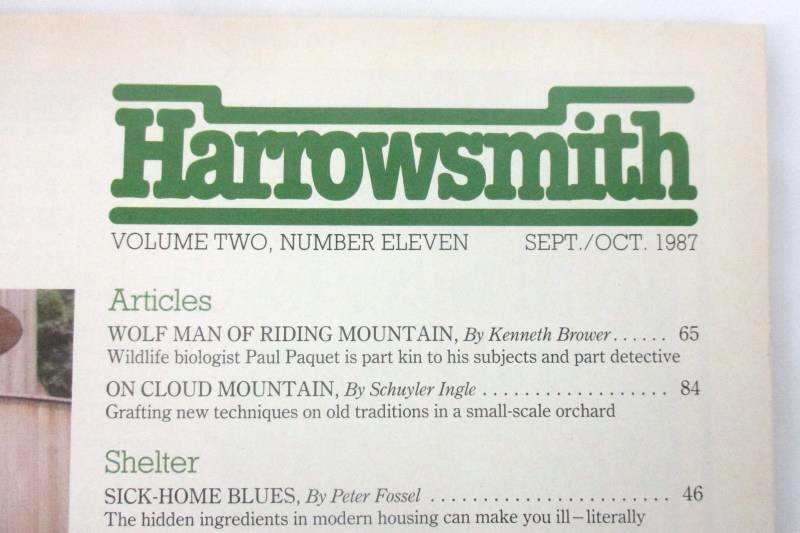 Harrowsmith
VOLUME TWO, NUMBER ELEVEN SEPT./OCT. 1987
Articles
WOLF MAN OF RIDING MOUNTAIN, By Kenneth Brower...... 65
Wildlife biologist Paul Paquet is part kin to his subjects and part detective
ON CLOUD MOUNTAIN, By Schuyler Ingle .................. 84
Grafting new techniques on old traditions in a small-scale orchard
Shelter
SICK-HOME BLUES, By Peter Fossel ........................ 46
The hidden ingredients in modern housing can make you ill–literally